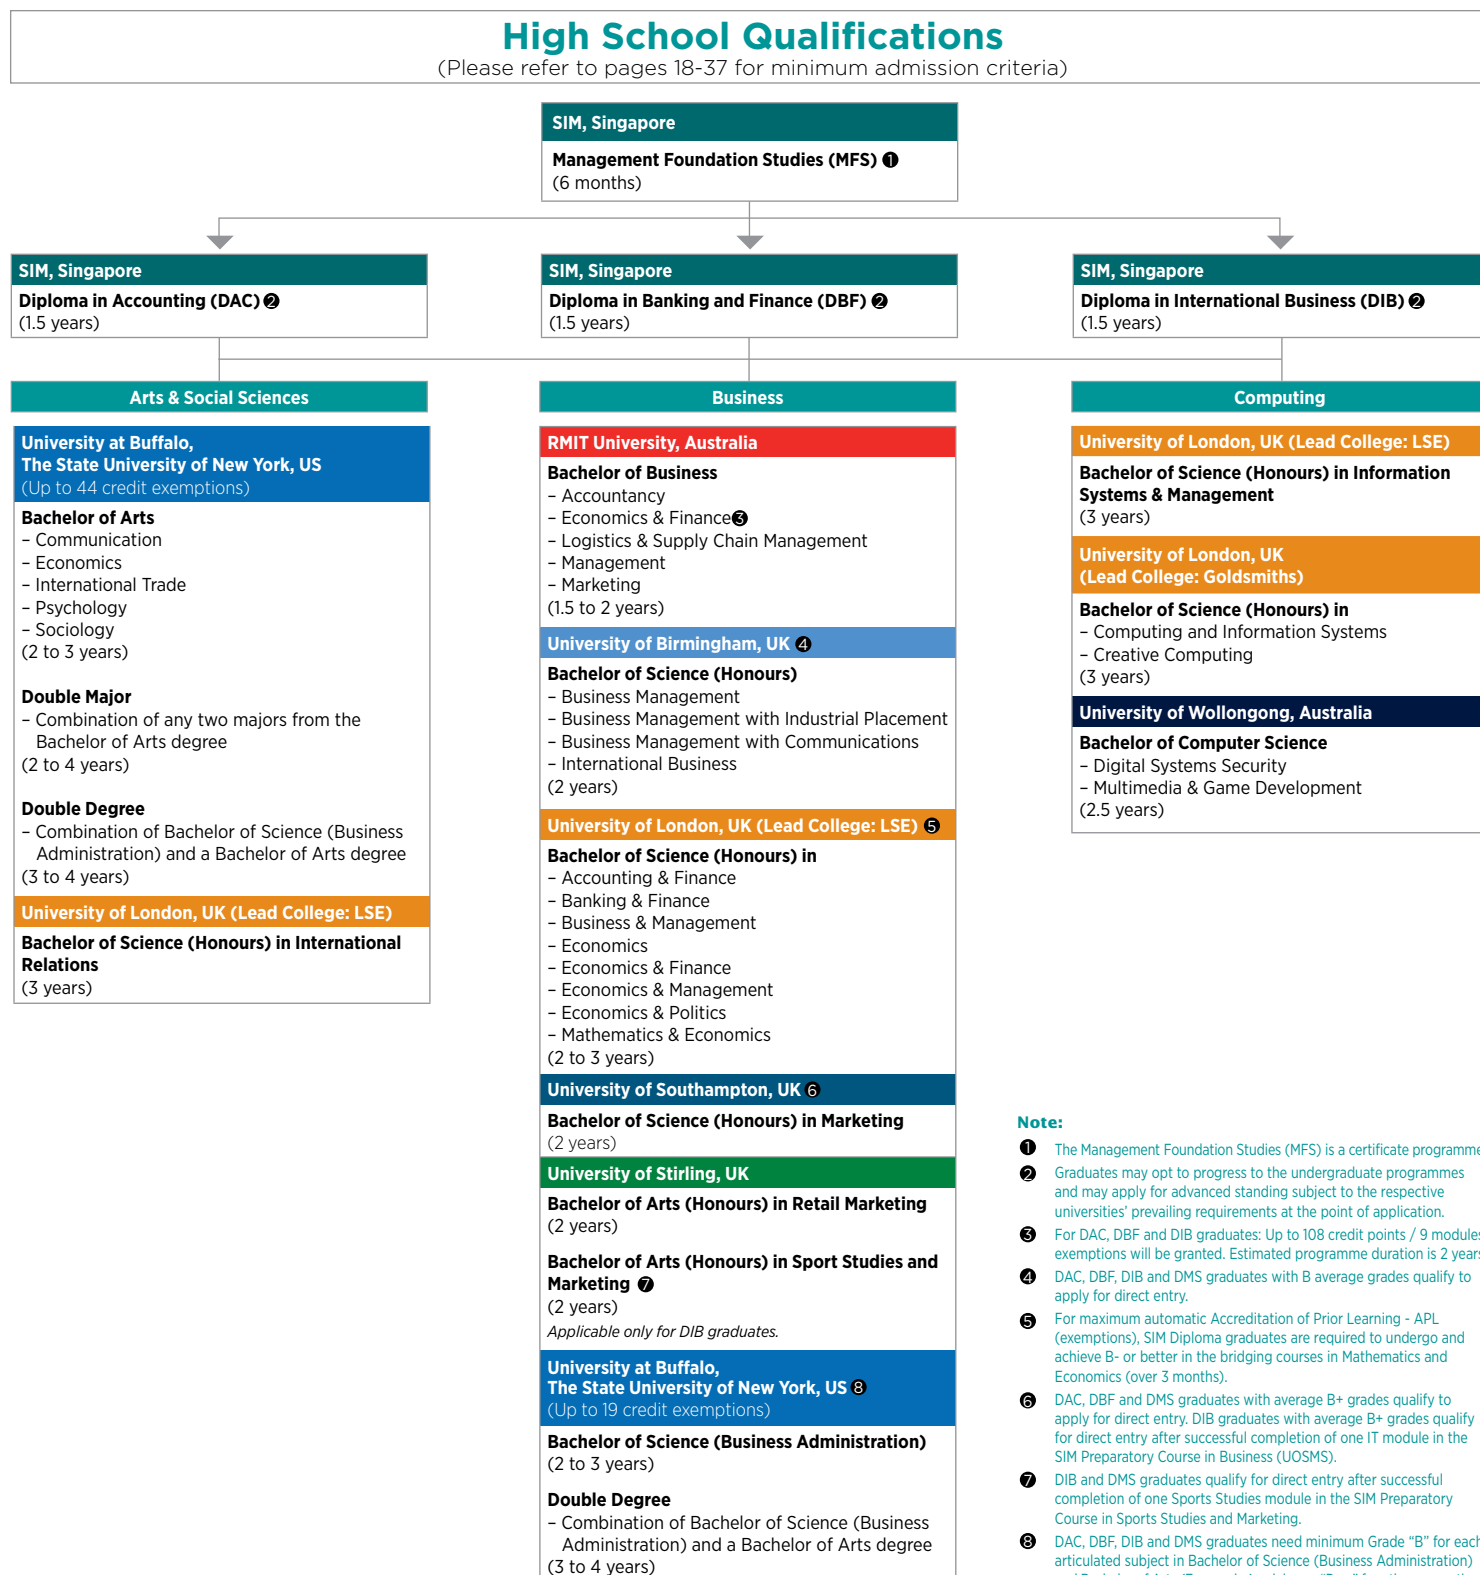 High School Qualifications
(Please refer to pages 18-37 for minimum admission criteria)
SIM, Singapore
Management Foundation Studies (MFS) ❶
(6 months)
SIM, Singapore
Diploma in Accounting (DAC) ❷
(1.5 years)
SIM, Singapore
Diploma in Banking and Finance (DBF) ❷
(1.5 years)
SIM, Singapore
Diploma in International Business (DIB) ❷
(1.5 years)
Arts & Social Sciences
University at Buffalo,
The State University of New York, US
(Up to 44 credit exemptions)
Bachelor of Arts
– Communication
– Economics
– International Trade
– Psychology
– Sociology
(2 to 3 years)
Double Major
– Combination of any two majors from the
Bachelor of Arts degree
(2 to 4 years)
Double Degree
– Combination of Bachelor of Science (Business
Administration) and a Bachelor of Arts degree
(3 to 4 years)
University of London, UK (Lead College: LSE)
Bachelor of Science (Honours) in International
Relations
(3 years)
Business
RMIT University, Australia
Bachelor of Business
– Accountancy
– Economics & Finance❸
– Logistics & Supply Chain Management
– Management
– Marketing
(1.5 to 2 years)
University of Birmingham, UK ❹
Bachelor of Science (Honours)
– Business Management
– Business Management with Industrial Placement
– Business Management with Communications
– International Business
(2 years)
University of London, UK (Lead College: LSE) ❺
Bachelor of Science (Honours) in
– Accounting & Finance
– Banking & Finance
– Business & Management
– Economics
– Economics & Finance
– Economics & Management
– Economics & Politics
– Mathematics & Economics
(2 to 3 years)
University of Southampton, UK ❻
Bachelor of Science (Honours) in Marketing
(2 years)
University of Stirling, UK
Bachelor of Arts (Honours) in Retail Marketing
(2 years)
Bachelor of Arts (Honours) in Sport Studies and
Marketing ❼
(2 years)
Applicable only for DIB graduates.
University at Buffalo,
The State University of New York, US ❽
(Up to 19 credit exemptions)
Bachelor of Science (Business Administration)
(2 to 3 years)
Double Degree
– Combination of Bachelor of Science (Business
Administration) and a Bachelor of Arts degree
(3 to 4 years)
Computing
University of London, UK (Lead College: LSE)
Bachelor of Science (Honours) in Information
Systems & Management
(3 years)
University of London, UK
(Lead College: Goldsmiths)
Bachelor of Science (Honours) in
– Computing and Information Systems
– Creative Computing
(3 years)
University of Wollongong, Australia
Bachelor of Computer Science
– Digital Systems Security
– Multimedia & Game Development
(2.5 years)
Note:
❶ The Management Foundation Studies (MFS) is a certificate programme
❷ Graduates may opt to progress to the undergraduate programmes
and may apply for advanced standing subject to the respective
universities' prevailing requirements at the point of application.
❸ For DAC, DBF and DIB graduates: Up to 108 credit points / 9 modules
exemptions will be granted. Estimated programme duration is 2 years
❹ DAC, DBF, DIB and DMS graduates with B average grades qualify to
apply for direct entry.
❺ For maximum automatic Accreditation of Prior Learning - APL
(exemptions), SIM Diploma graduates are required to undergo and
achieve B- or better in the bridging courses in Mathematics and
Economics (over 3 months).
❻ DAC, DBF and DMS graduates with average B+ grades qualify to
apply for direct entry. DIB graduates with average B+ grades qualify
for direct entry after successful completion of one IT module in the
SIM Preparatory Course in Business (UOSMS).
❼ DIB and DMS graduates qualify for direct entry after successful
completion of one Sports Studies module in the SIM Preparatory
Course in Sports Studies and Marketing.
❽ DAC, DBF, DIB and DMS graduates need minimum Grade "B" for each
articulated subject in Bachelor of Science (Business Administration)